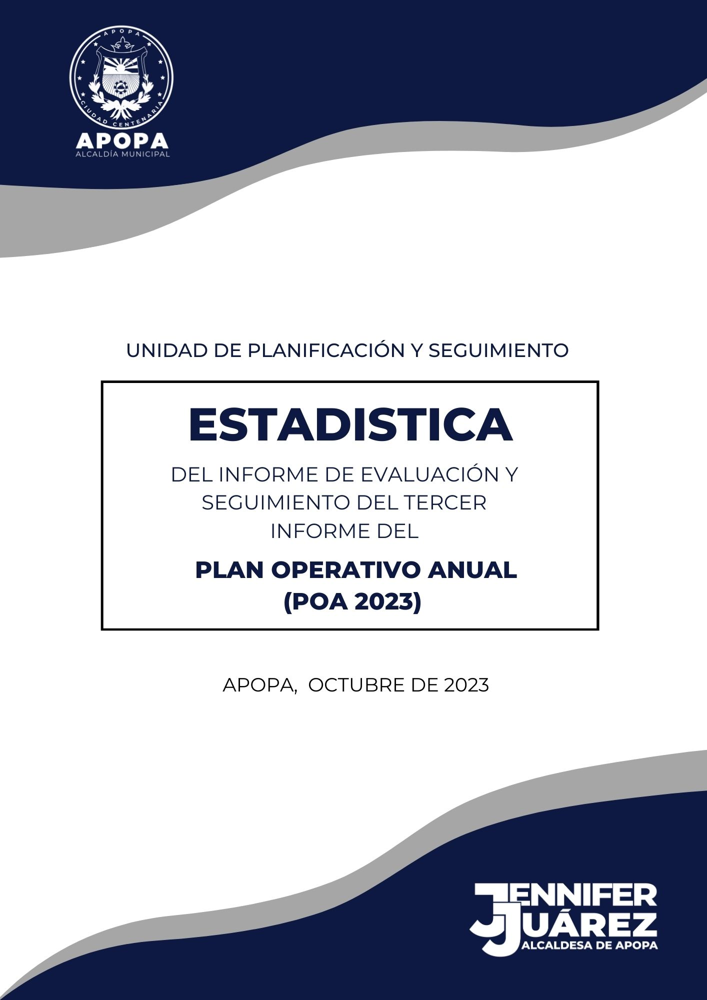 APOPA
CIUDAD CENTENARIA
APOPA
ALCALDÍA MUNICIPAL
UNIDAD DE PLANIFICACIÓN Y SEGUIMIENTO
ESTADISTICA
DEL INFORME DE EVALUACIÓN Y
SEGUIMIENTO DEL TERCER
INFORME DEL
PLAN OPERATIVO ANUAL
(POA 2023)
APOPA, OCTUBRE DE 2023
JENNIFER
JUÁREZ
ALCALDESA DE APOPA